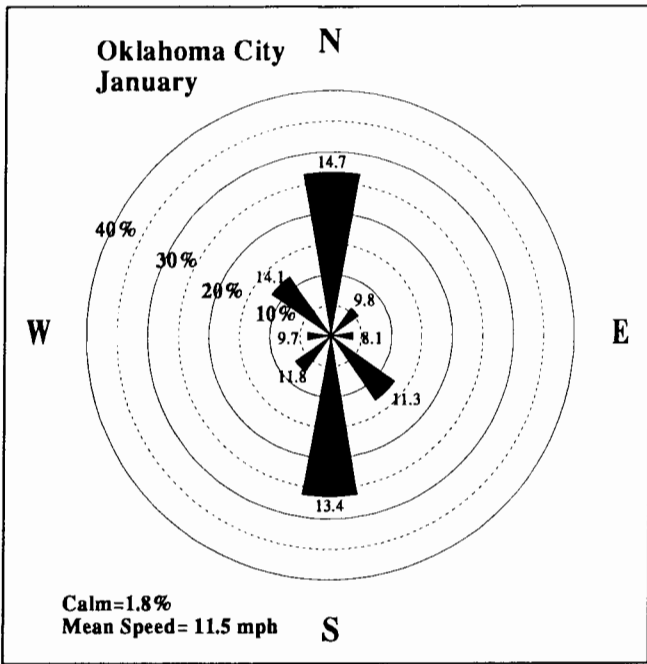 N
Oklahoma City
January
14.7
40%
30%
14.1
20%
9.8
10%
W
9.7
8.1
E
11.8
11.3
13.4
Calm=1.8%
Mean Speed= 11.5 mph
S